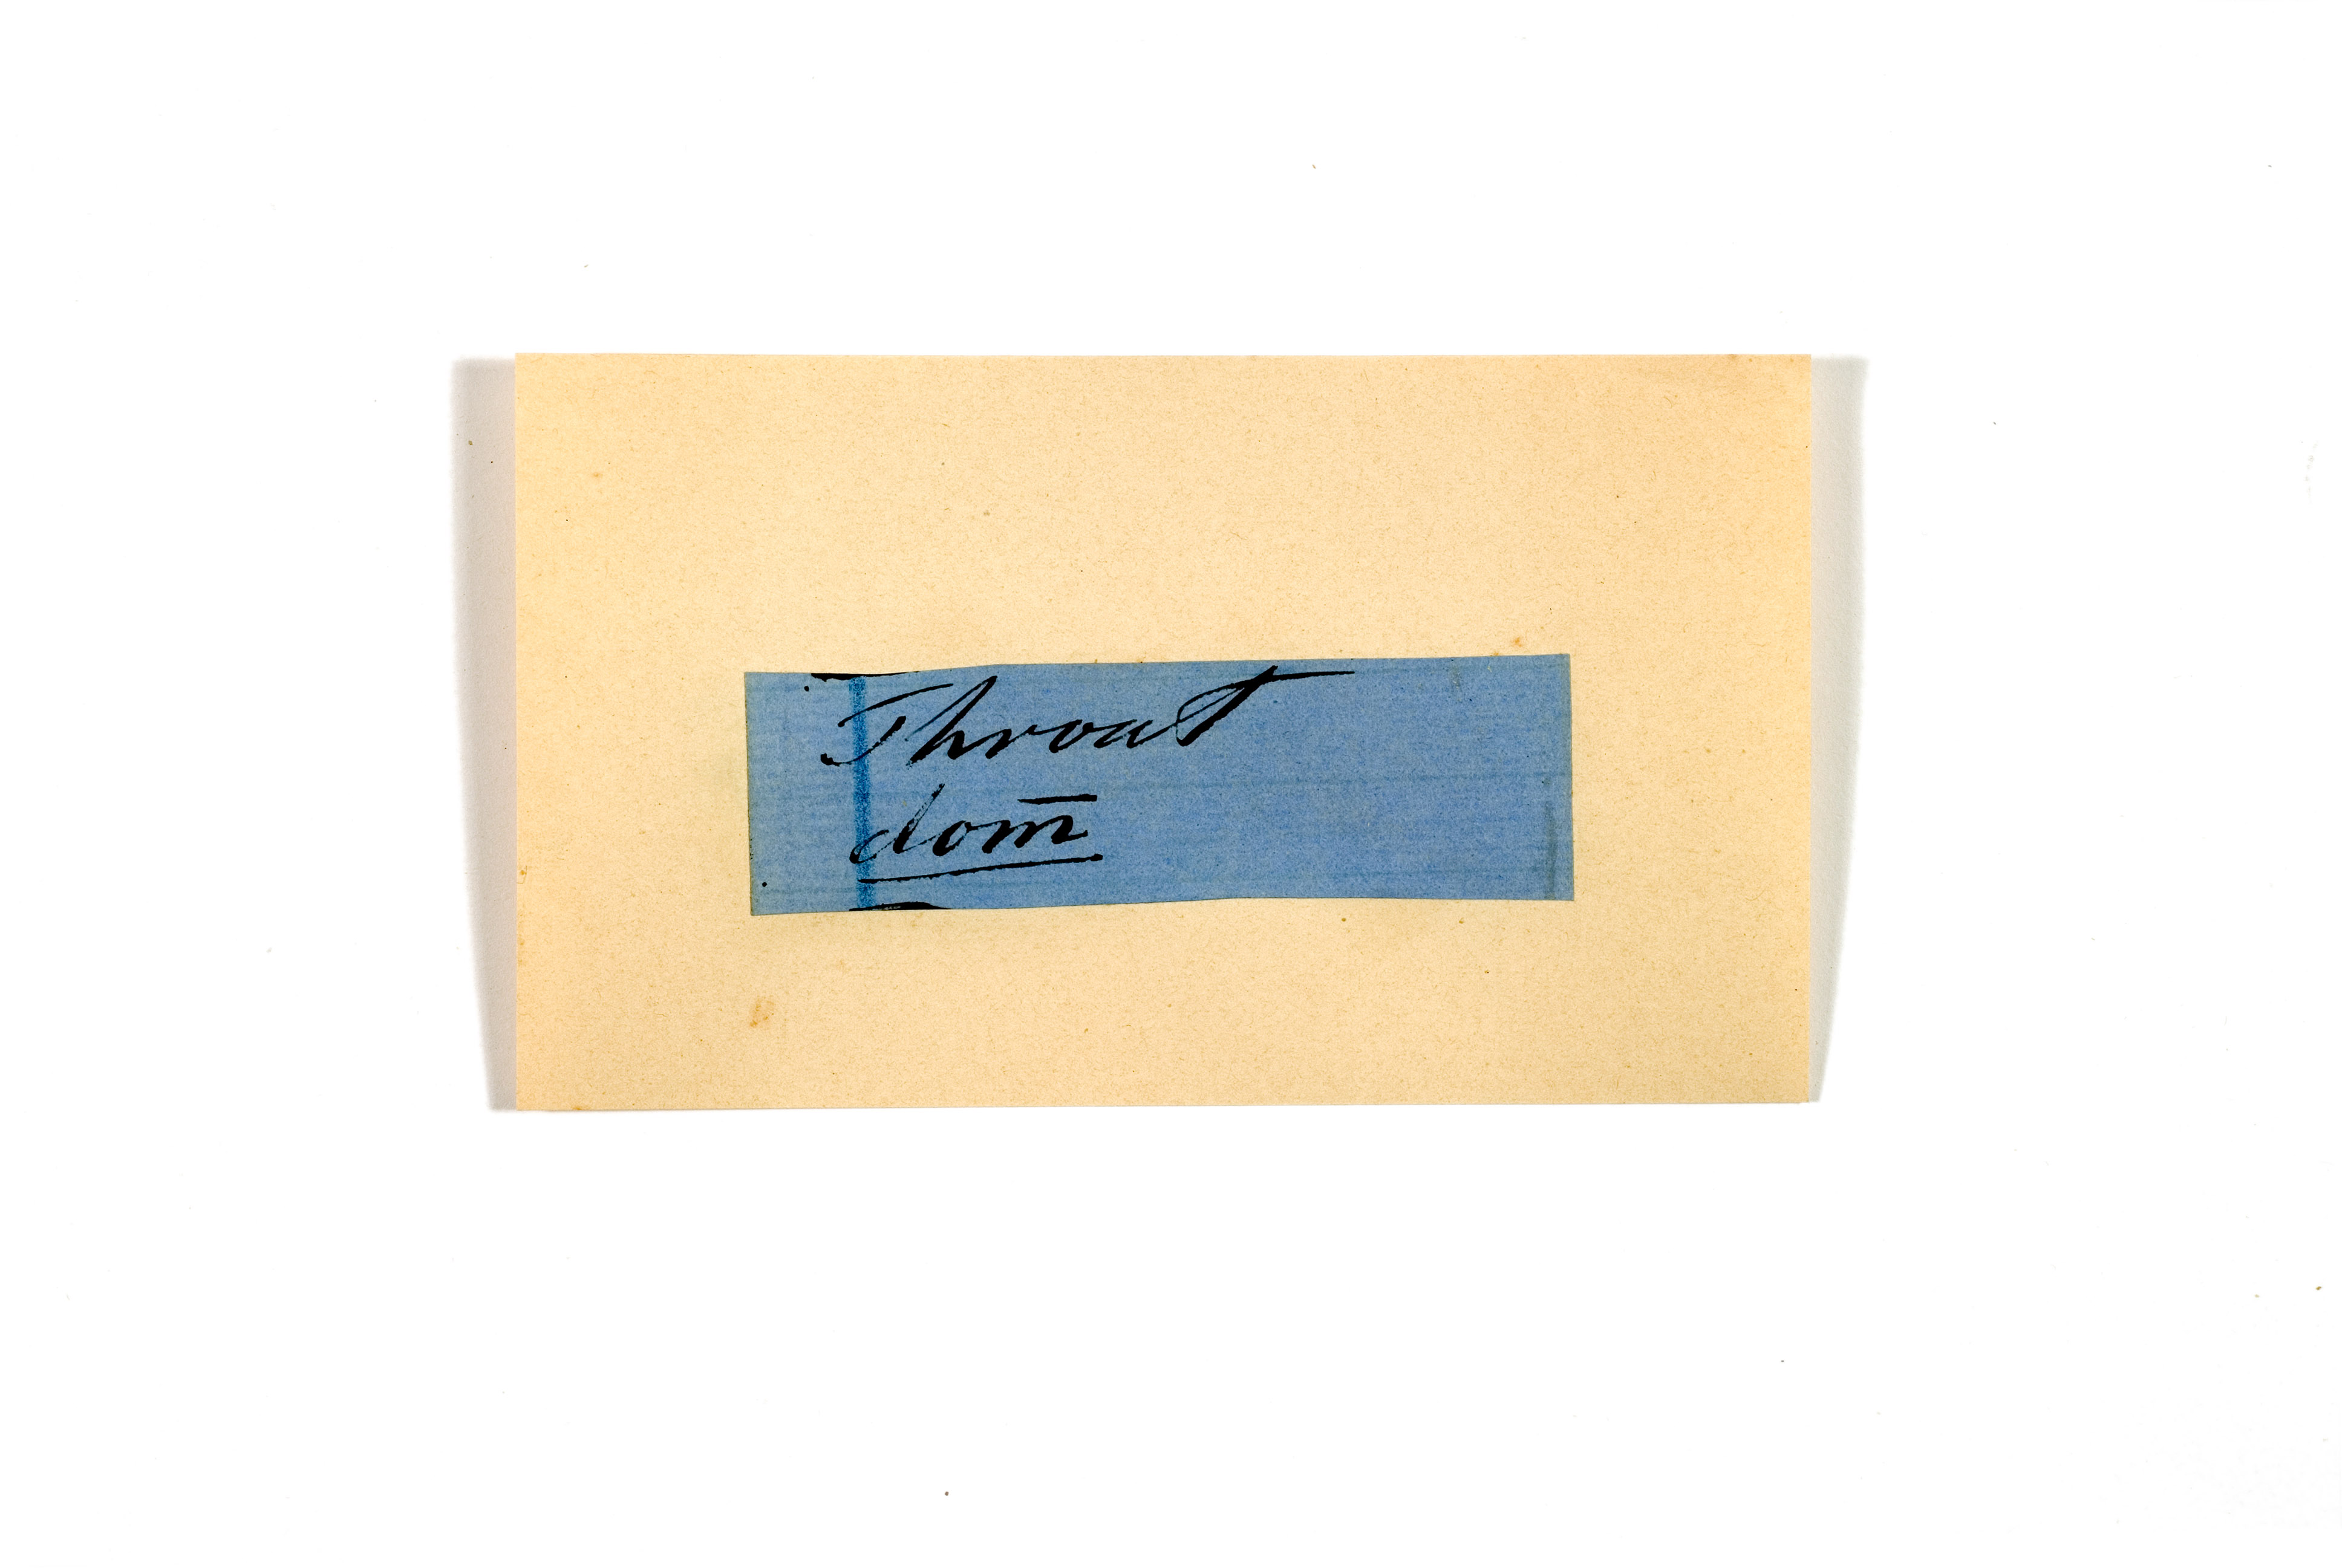 Throat
dom̅